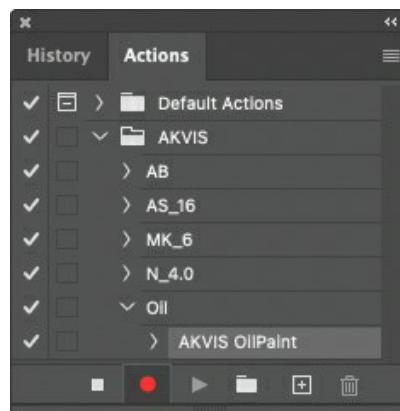 History Actions
Default Actions
AKVIS
AB
AS_16
MK_6
N_4.0
Oil
AKVIS OilPaint